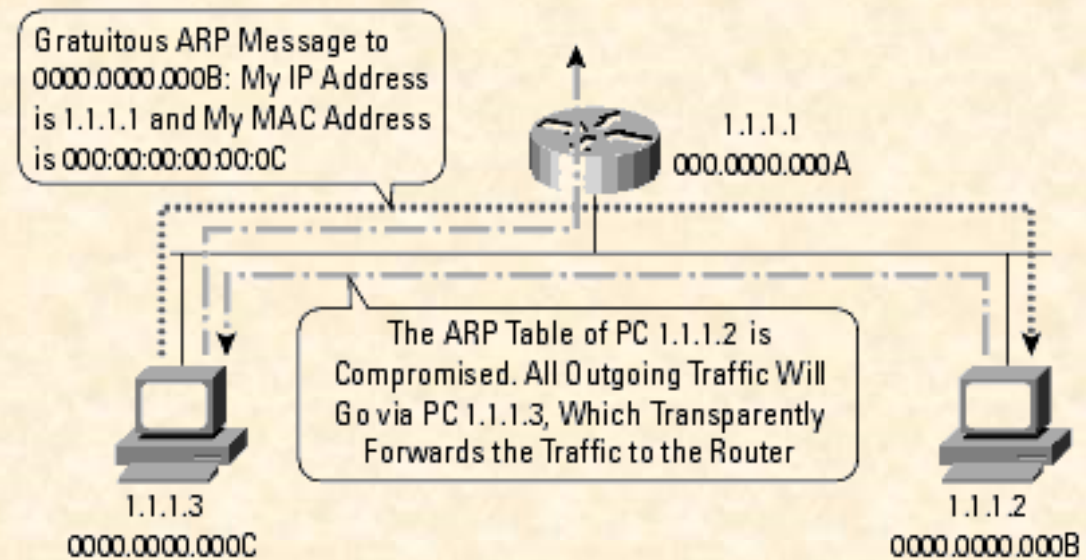 Gratuitous ARP Message to
0000.0000.000B: My IP Address
is 1.1.1.1 and My MAC Address
is 000:00:00:00:00:0C
1.1.1.1
000.0000.000A
The ARP Table of PC 1.1.1.2 is
Compromised. All Outgoing Traffic Will
Go via PC 1.1.1.3, Which Transparently
Forwards the Traffic to the Router
1.1.1.3
0000.0000.000C
1.1.1.2
0000.0000.000B